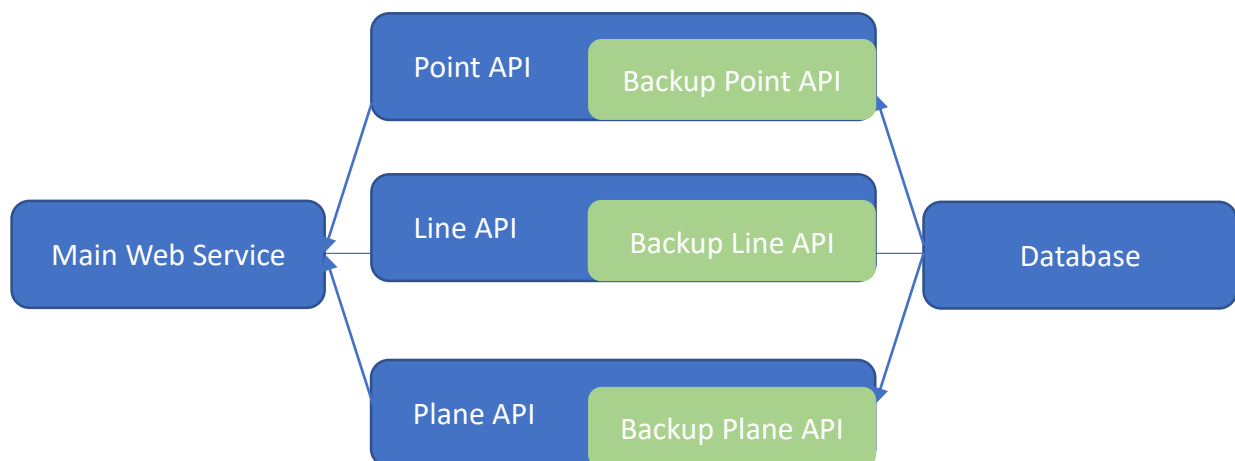 Point API
Backup Point API
Main Web Service
Line API
Backup Line API
Database
Plane API
Backup Plane API